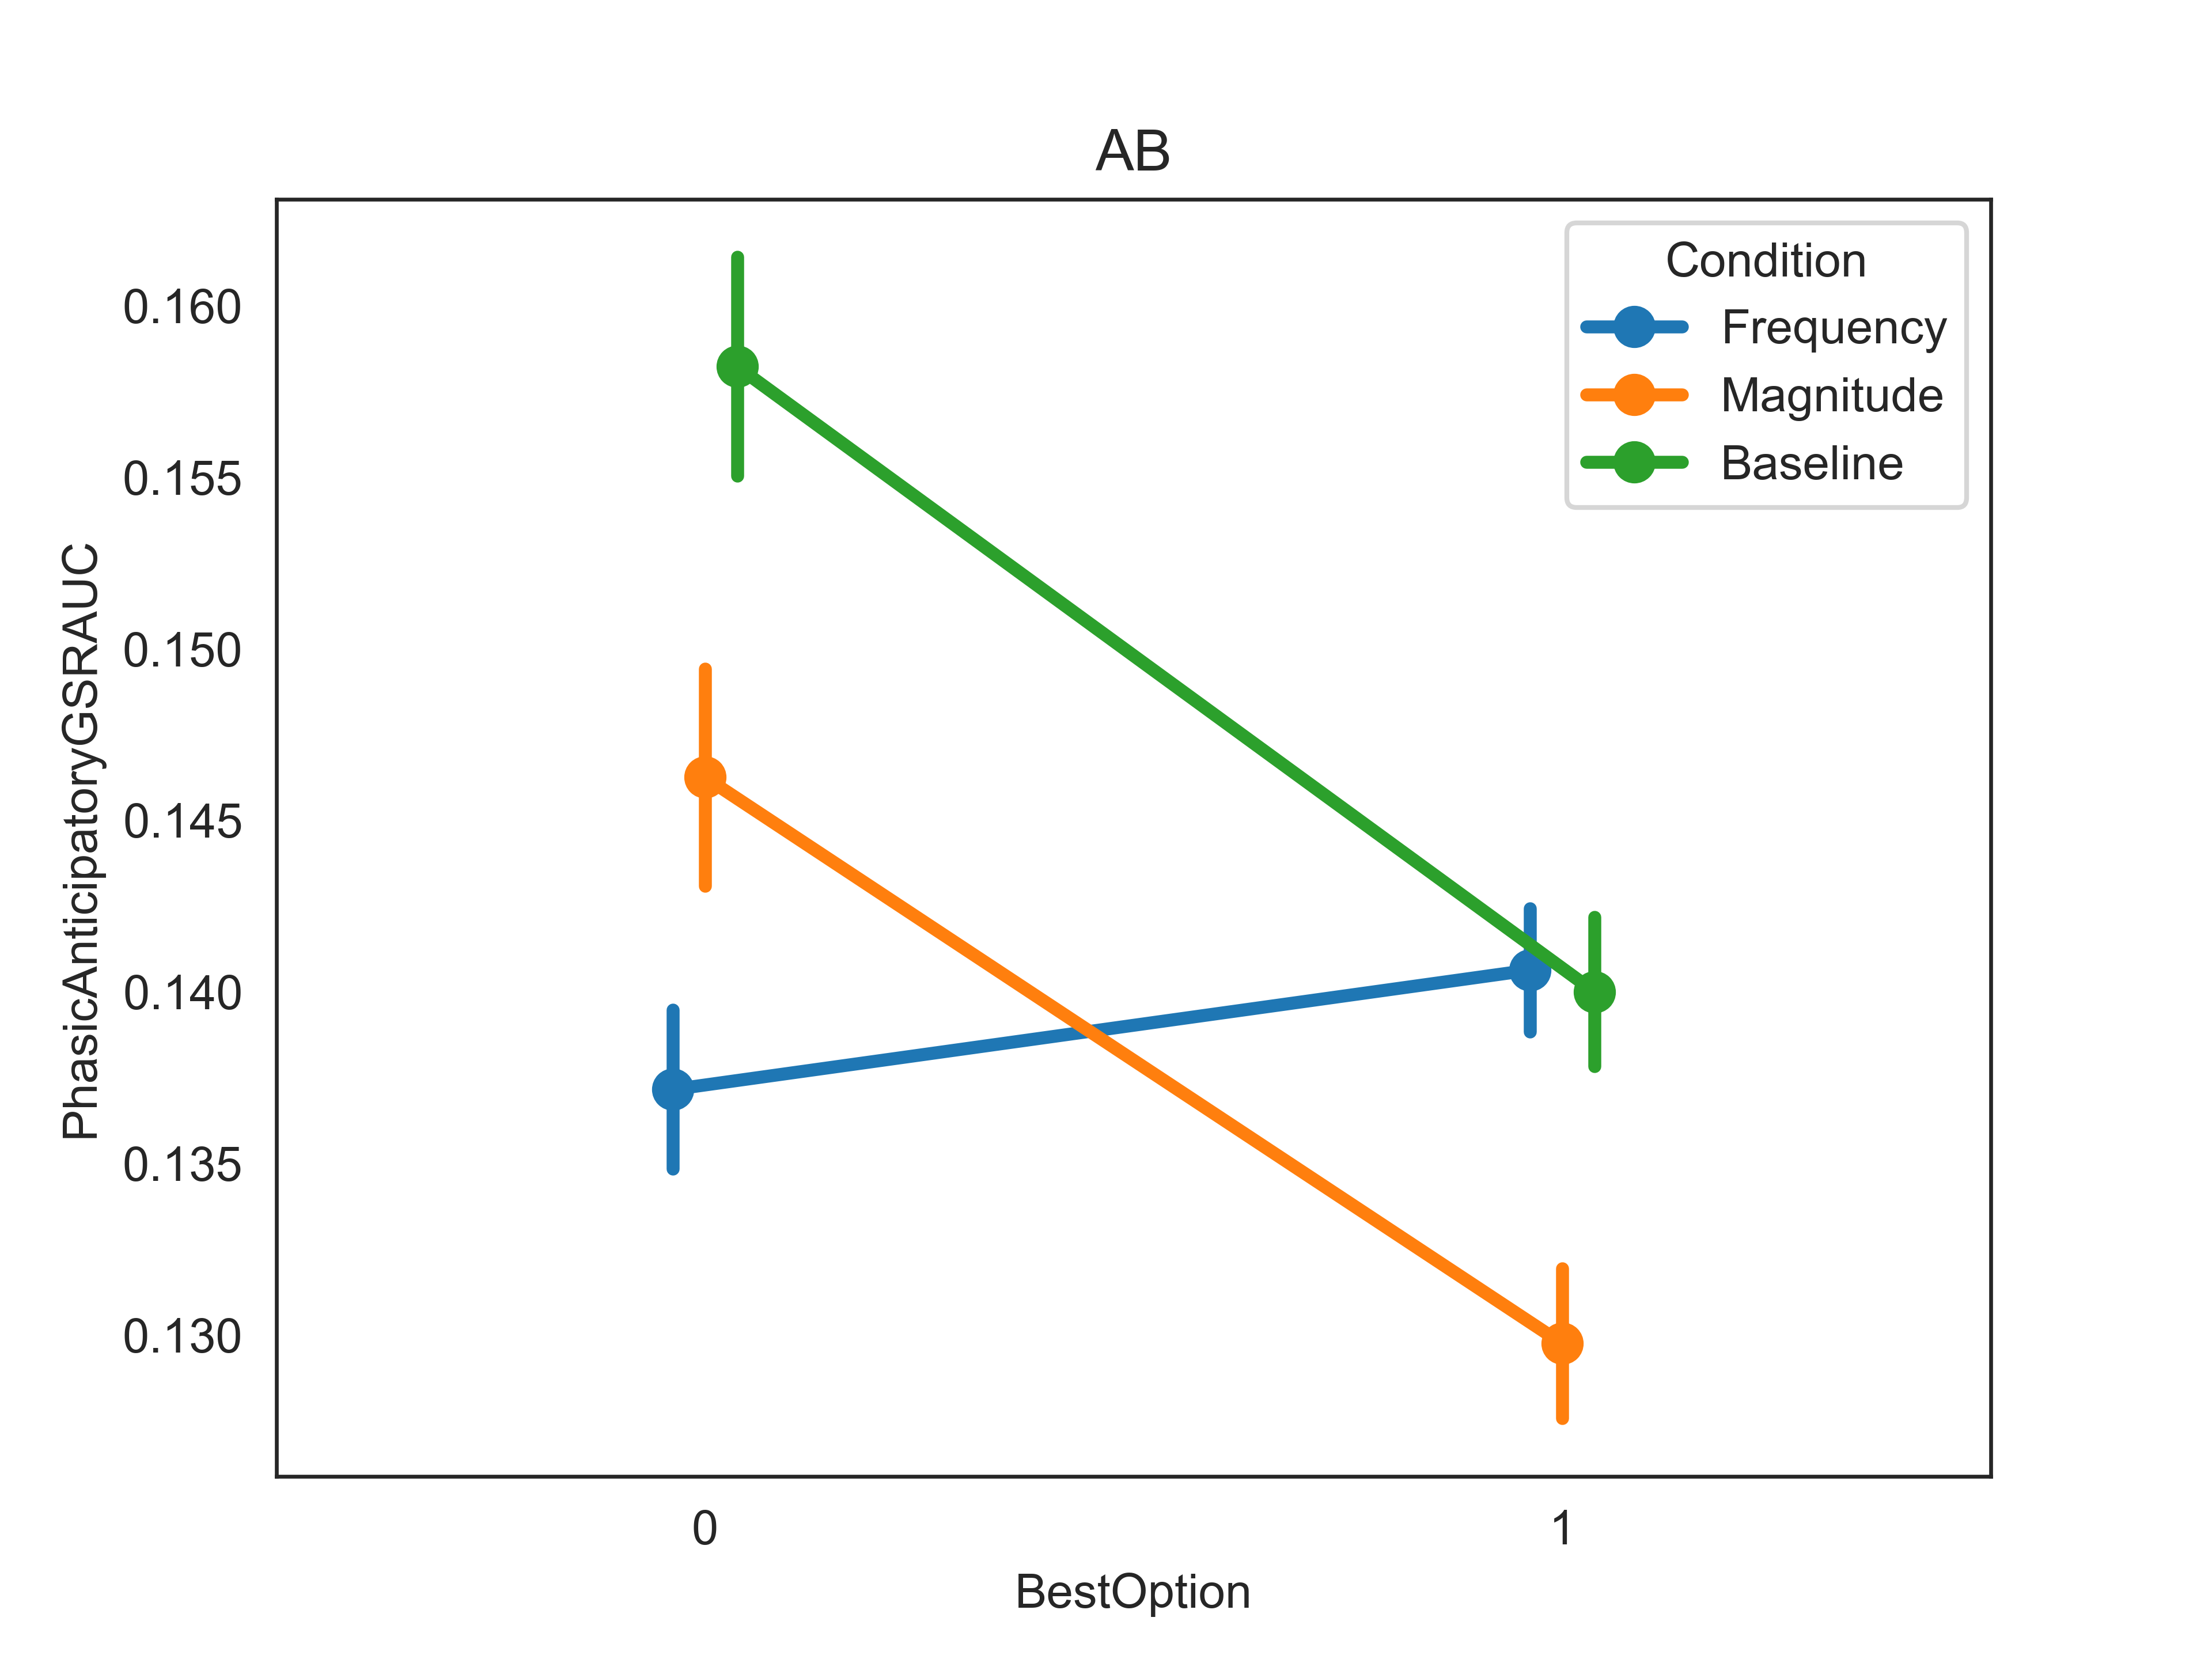 AB
Condition
Frequency
Magnitude
Baseline
0.160
0.155
0.150
0.145
0.140
0.135
0.130
PhasicAnticipatoryGSRAUC
0
1
BestOption